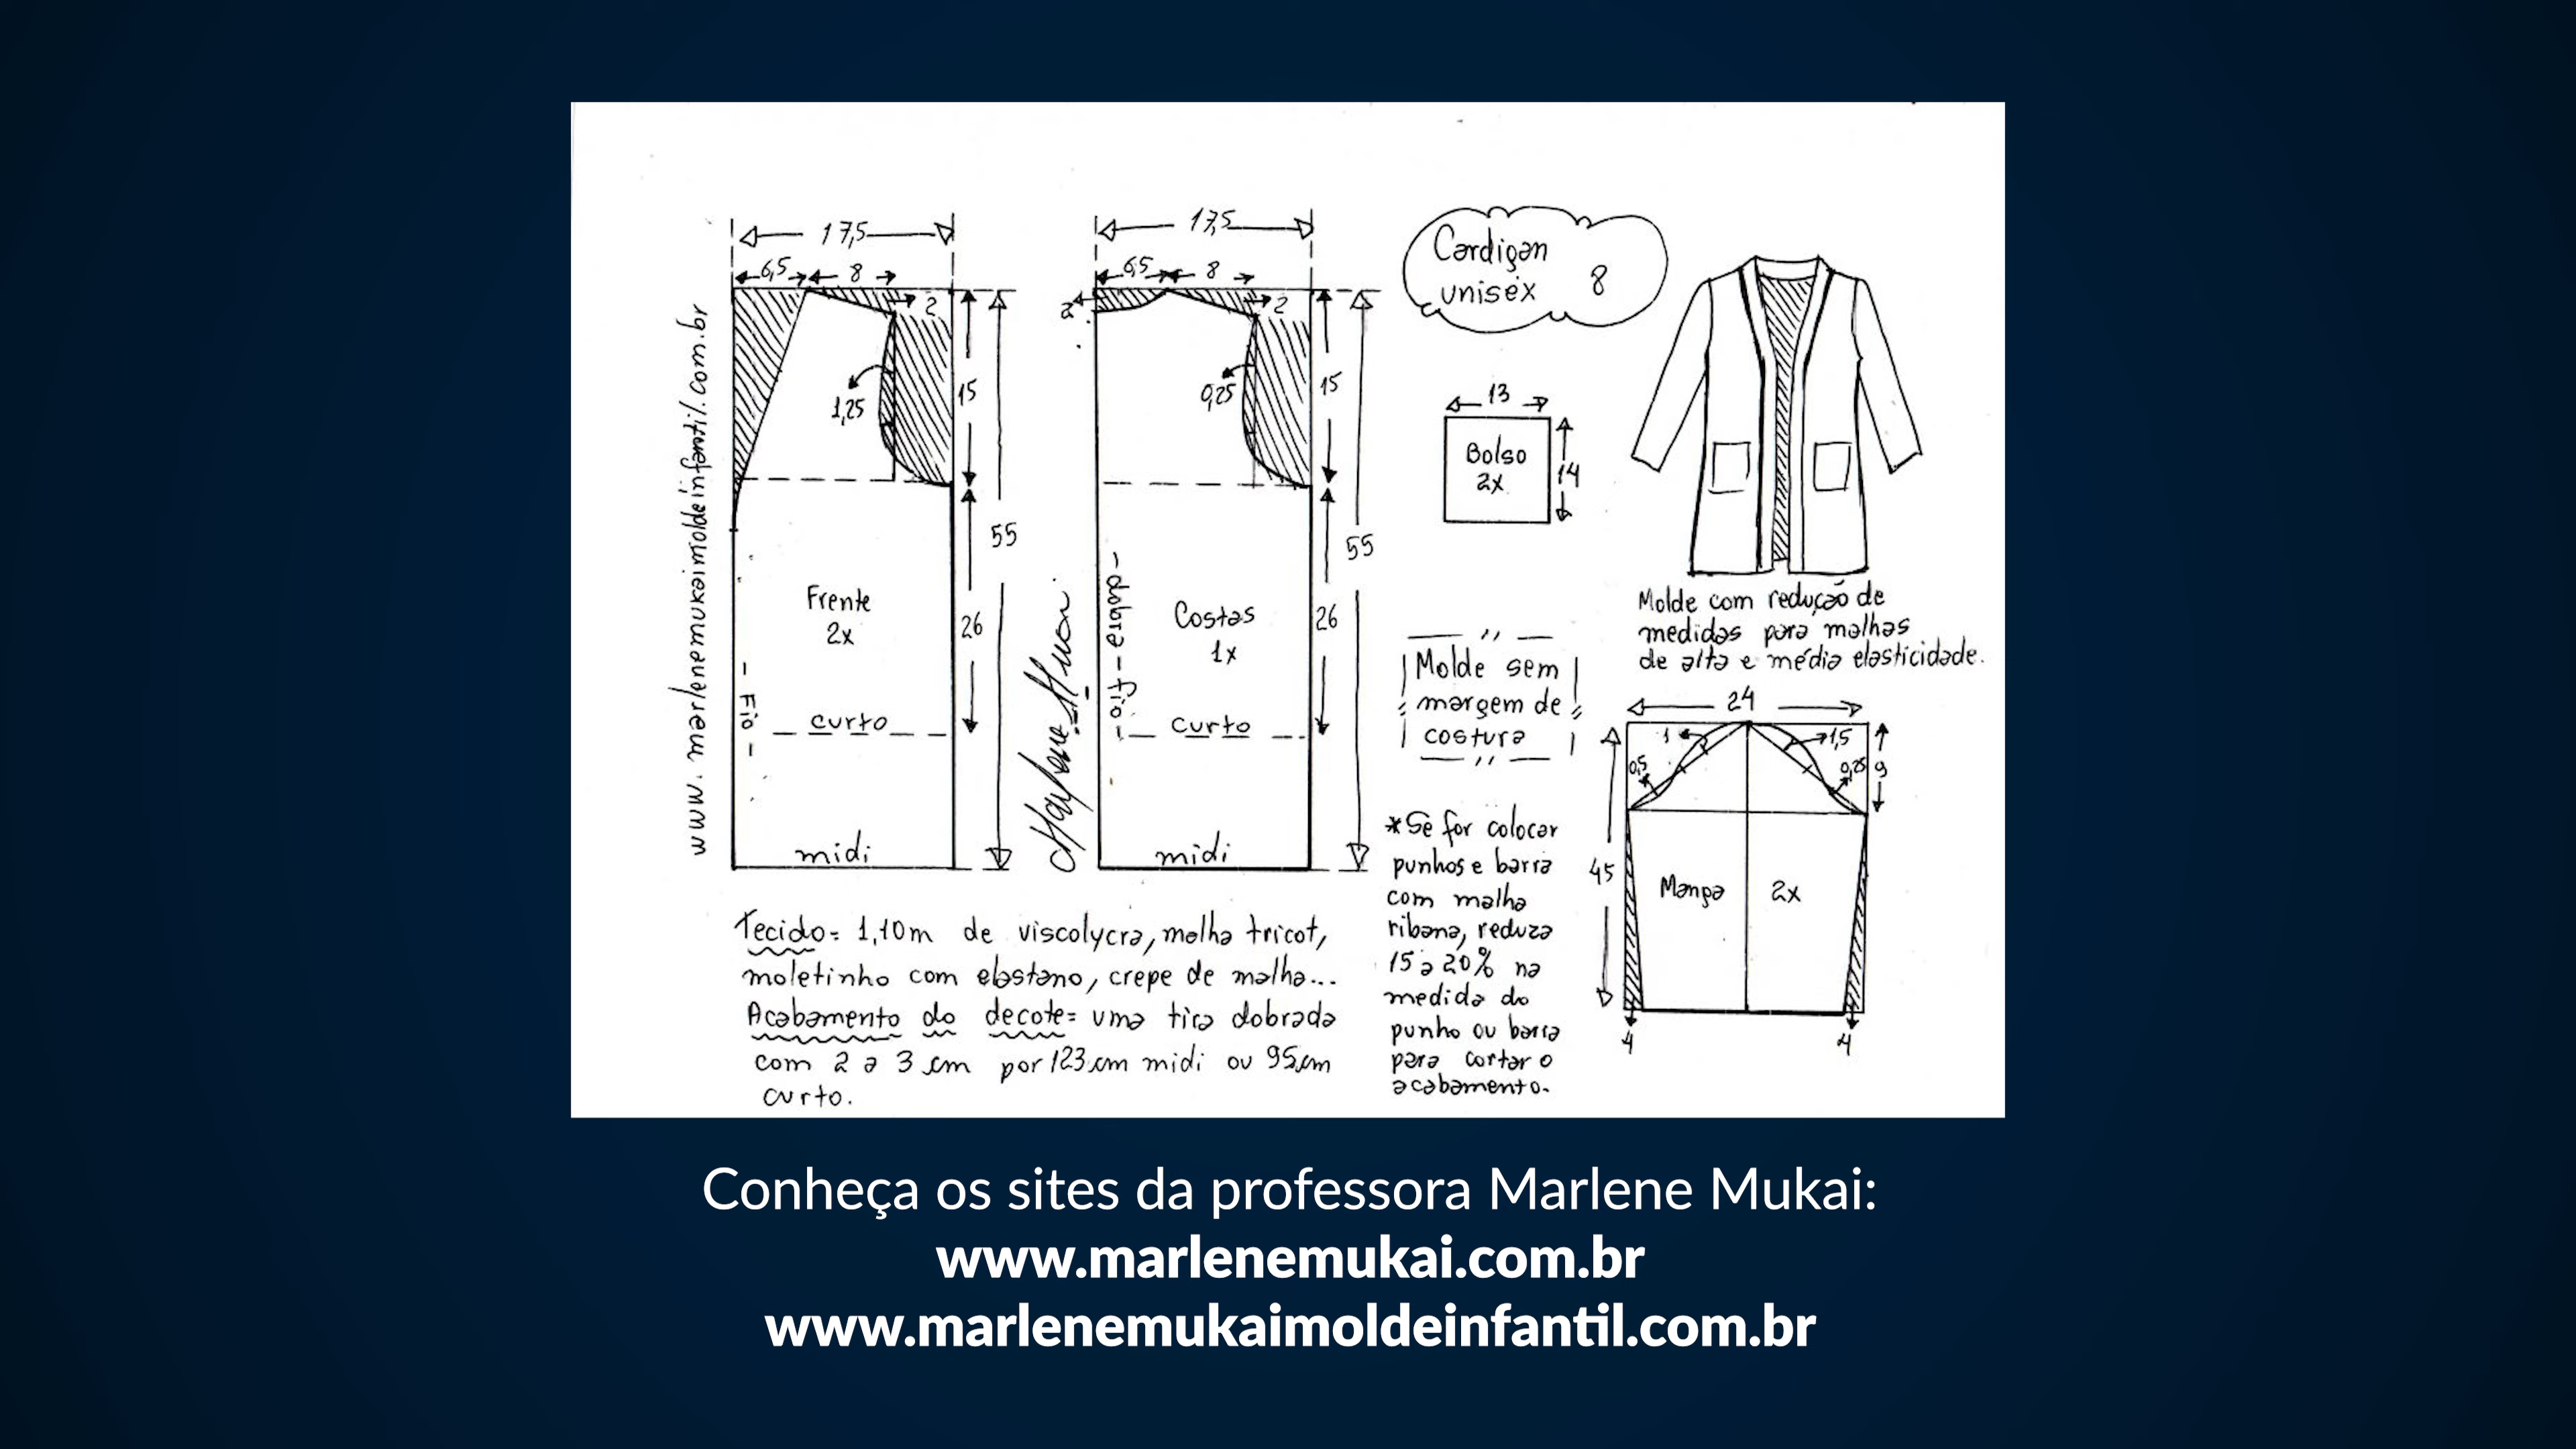 17,5
6,5
8
2
1,25
15
55
26
Frente
2x
- Fio -
curto
midi
www.marlenemukaimoldeinfantil.com.br
17,5
6,5
8
2
2
0,25
15
55
26
Costas
1x
- dobra - fio -
curto
midi
Cardigan
unisex 8
13
Bolso
2x
14
Molde com redução de
medidas para malhas
de alta e média elasticidade.
Molde sem
margem de
costura
24
1
1,5
0,5
0,25
9
45
Manga 2x
4
4
*Se for colocar
punhos e barra
com malha
ribana, reduza
15 a 20% na
medida do
punho ou barra
para cortar o
acabamento.
Tecido= 1,10m de viscolycra, malha tricot,
moletinho com elastano, crepe de malha...
Acabamento do decote= uma tira dobrada
com 2 a 3 cm por 123cm midi ou 95cm
curto.
Conheça os sites da professora Marlene Mukai:
www.marlenemukai.com.br
www.marlenemukaimoldeinfantil.com.br